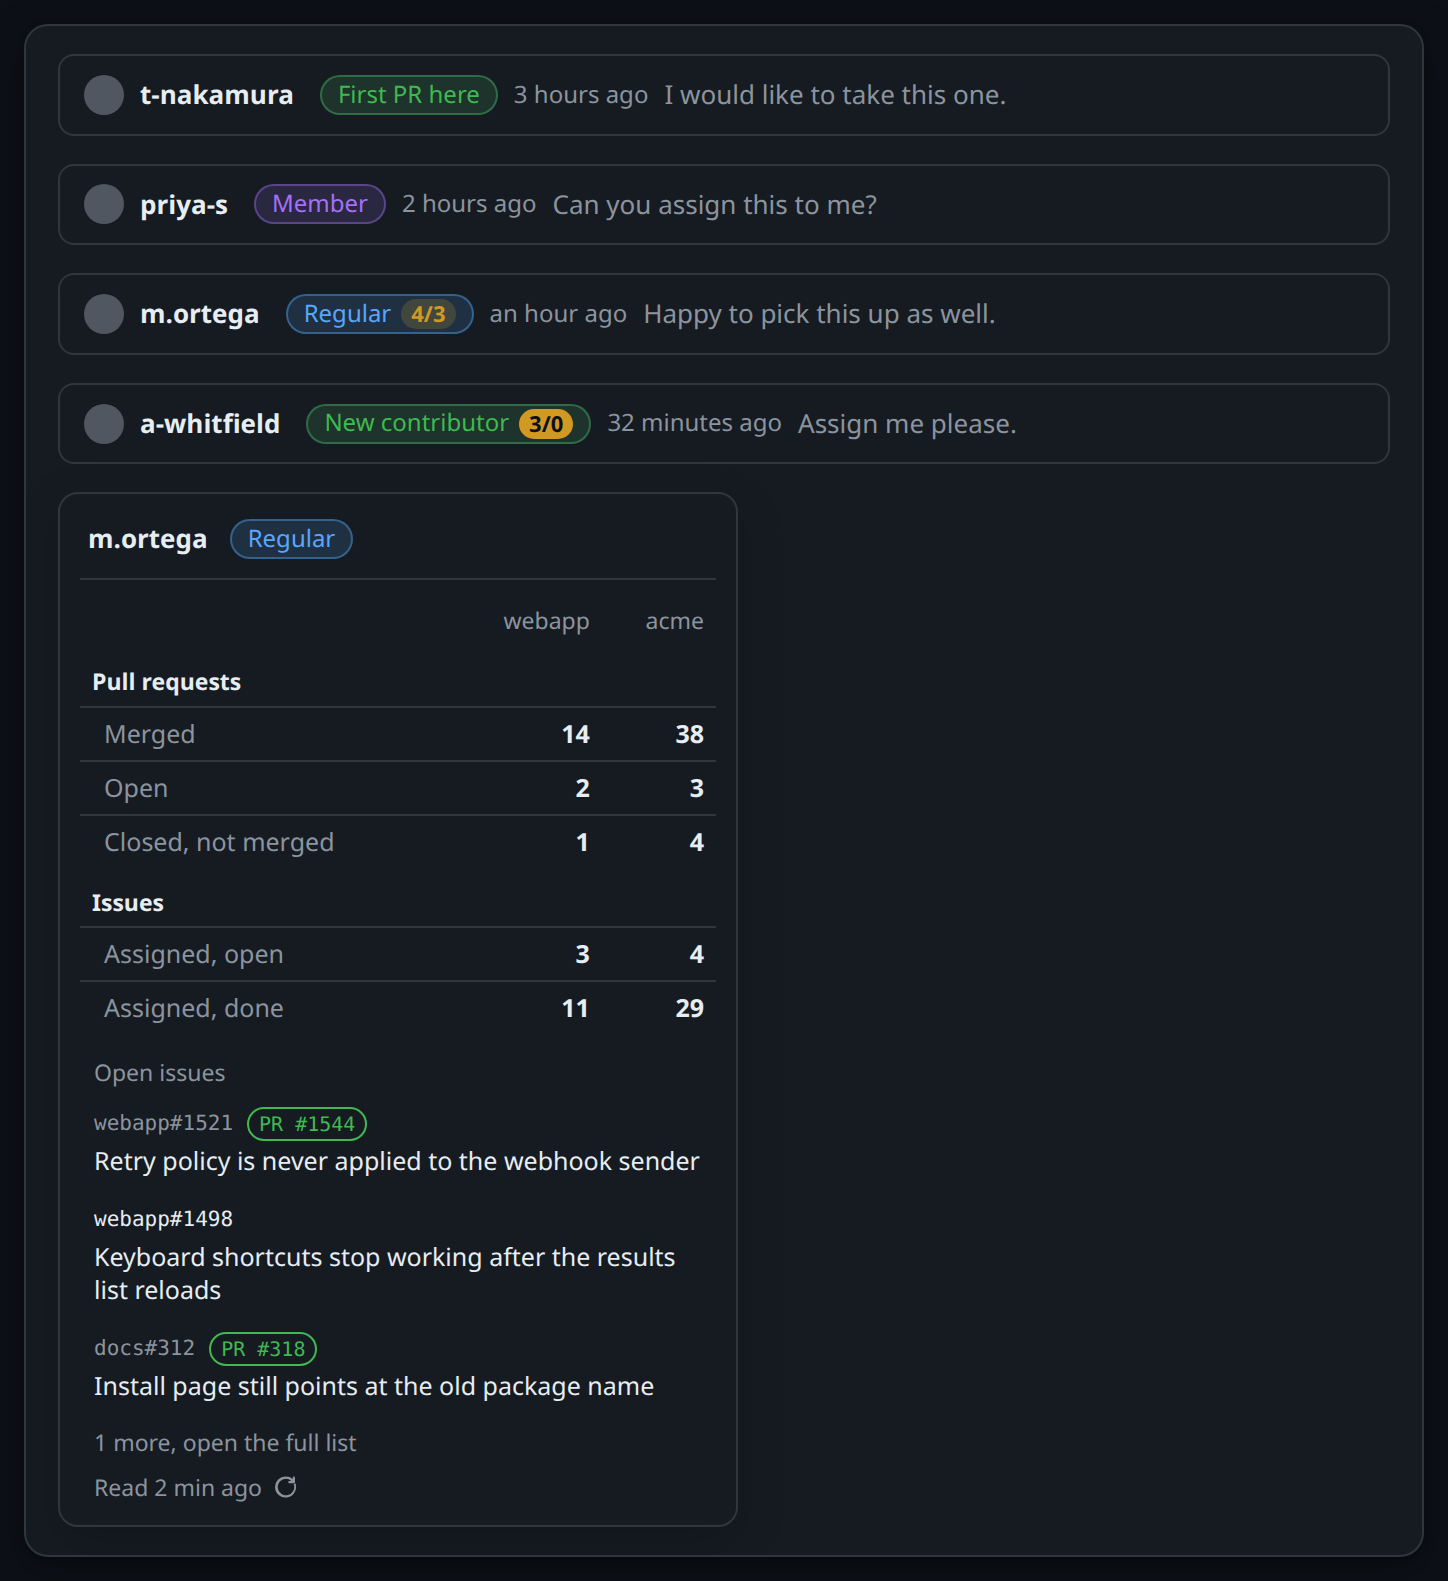 t-nakamura First PR here 3 hours ago I would like to take this one.
priya-s Member 2 hours ago Can you assign this to me?
m.ortega Regular 4/3 an hour ago Happy to pick this up as well.
a-whitfield New contributor 3/0 32 minutes ago Assign me please.
m.ortega Regular
webapp acme
Pull requests
Merged 14 38
Open 2 3
Closed, not merged 1 4
Issues
Assigned, open 3 4
Assigned, done 11 29
Open issues
webapp#1521 PR #1544
Retry policy is never applied to the webhook sender
webapp#1498
Keyboard shortcuts stop working after the results
list reloads
docs#312 PR #318
Install page still points at the old package name
1 more, open the full list
Read 2 min ago